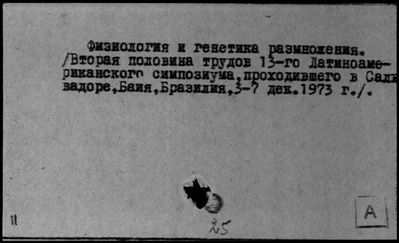 Физиология и генетика размножения.
/Вторая половина трудов 13-го Латиноаме-
риканского симпозиума,проходившего в Саль
вадоре,Баия,Бразилия,3-7 дек.1973 г./.
A
11
25